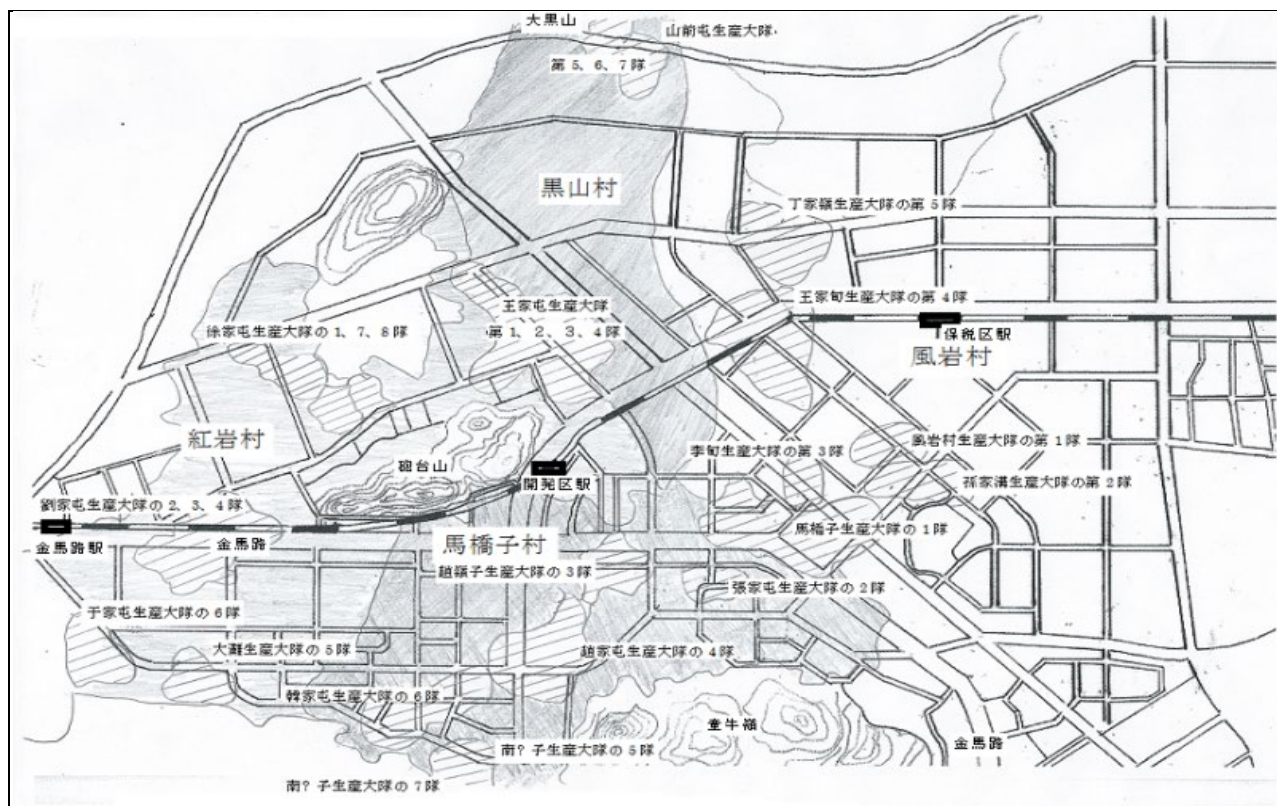 大黒山
山前屯生産大隊
第5、6、7隊
黒山村
丁家嶺生産大隊の第5隊
王家甸生産大隊の第4隊
王家屯生産大隊
第1、2、3、4隊
徐家屯生産大隊の1、7、8隊
保税区駅
風岩村
紅岩村
風岩村生産大隊の第1隊
李甸生産大隊の第3隊
砲台山
開発区駅
孫家溝生産大隊の第2隊
劉家屯生産大隊の2、3、4隊
馬橋子生産大隊の1隊
金馬路駅
金馬路
馬橋子村
趙嶺子生産大隊の3隊
張家屯生産大隊の2隊
于家屯生産大隊の6隊
大灘生産大隊の5隊
趙家屯生産大隊の4隊
韓家屯生産大隊の6隊
童牛嶺
金馬路
南?子生産大隊の5隊
南?子生産大隊の7隊